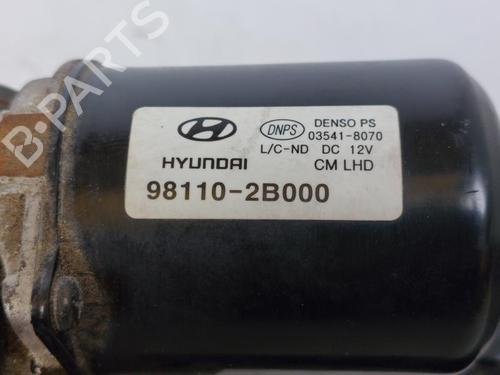 B-PARTS
HYUNDAI
DNPS
DENSO PS
03541-8070
L/C-ND DC 12V
CM LHD
98110-2B000